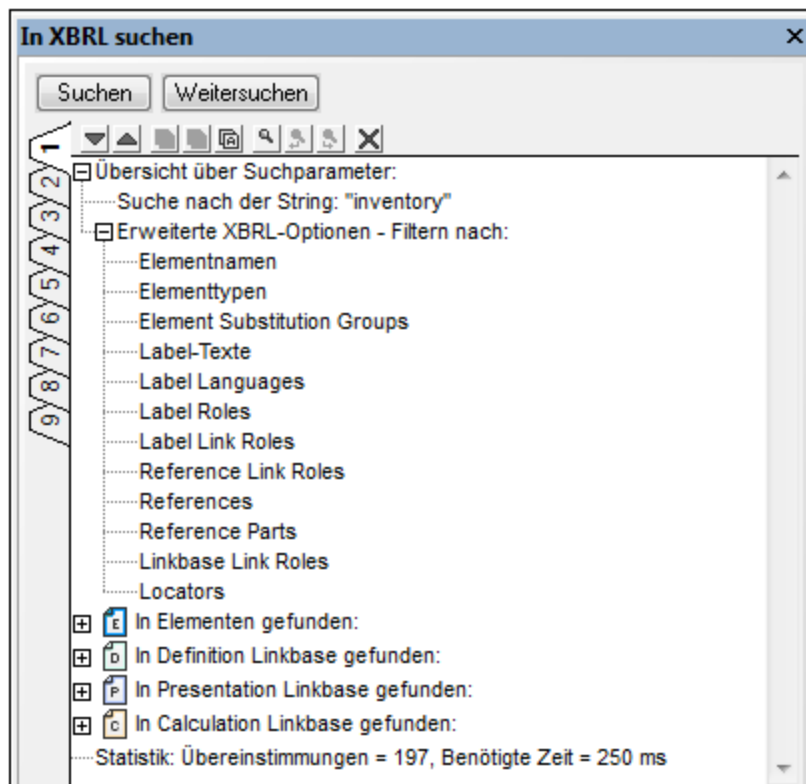 In XBRL suchen
Suchen Weitersuchen
1
2
3
4
5
6
7
8
9
Übersicht über Suchparameter:
Suche nach der String: "inventory"
Erweiterte XBRL-Optionen - Filtern nach:
Elementnamen
Elementtypen
Element Substitution Groups
Label-Texte
Label Languages
Label Roles
Label Link Roles
Reference Link Roles
References
Reference Parts
Linkbase Link Roles
Locators
E In Elementen gefunden:
D In Definition Linkbase gefunden:
P In Presentation Linkbase gefunden:
C In Calculation Linkbase gefunden:
Statistik: Übereinstimmungen = 197, Benötigte Zeit = 250 ms